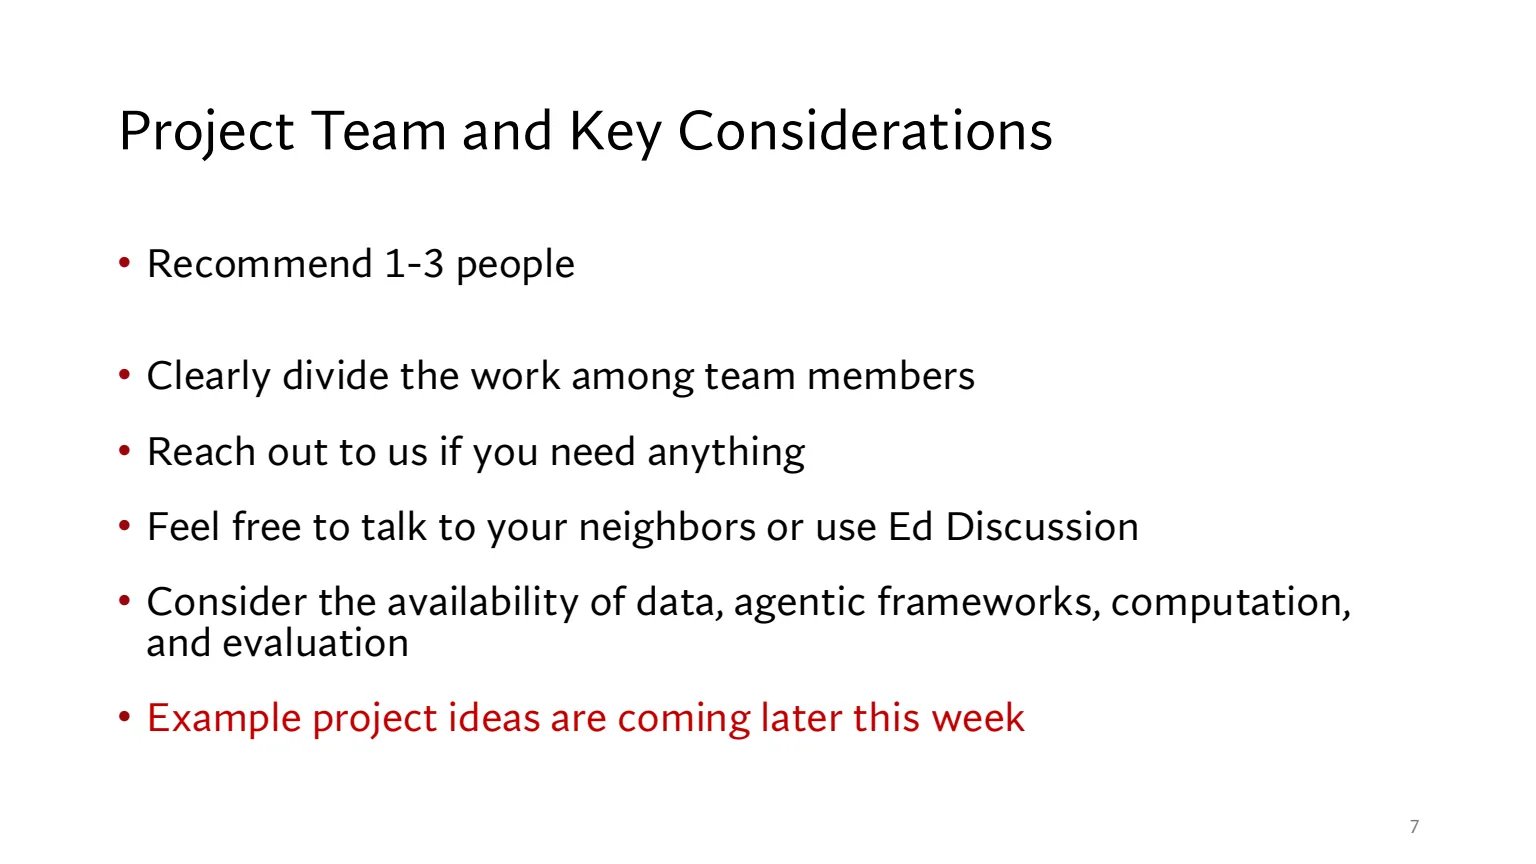 Project Team and Key Considerations
• Recommend 1-3 people
• Clearly divide the work among team members
• Reach out to us if you need anything
• Feel free to talk to your neighbors or use Ed Discussion
• Consider the availability of data, agentic frameworks, computation,
and evaluation
• Example project ideas are coming later this week
7